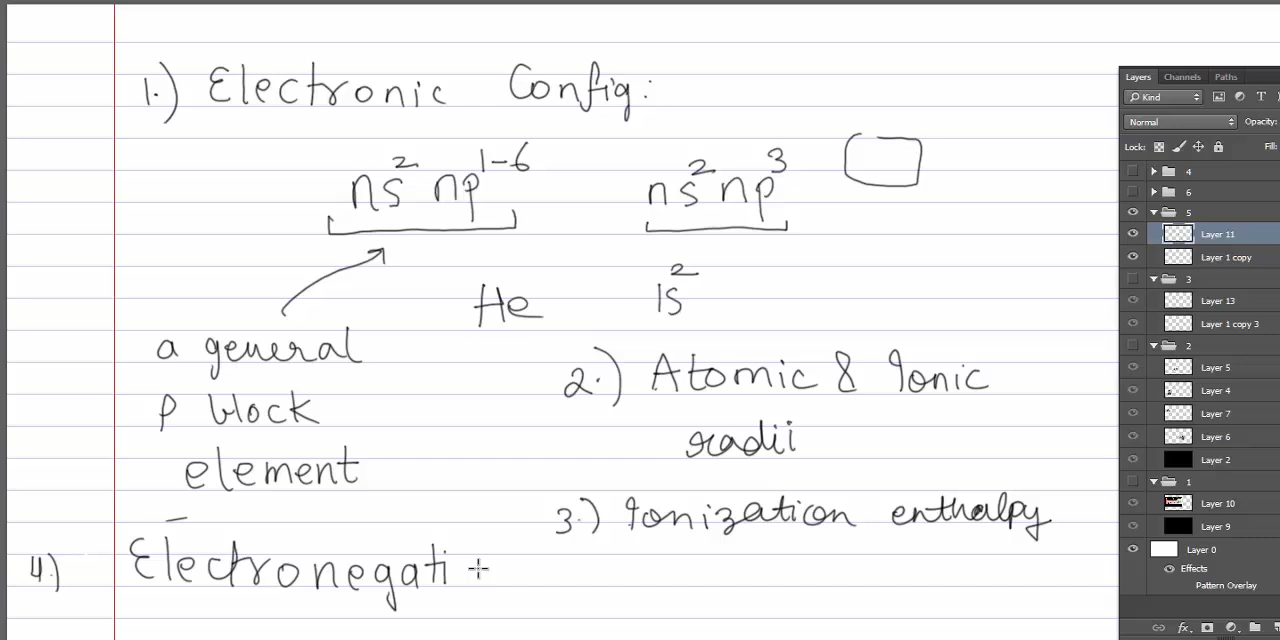 1.) Electronic Config:
ns² np¹⁻⁶ ns² np³
He 1s²
a general
p block
element
2.) Atomic & Ionic
radii
3.) Ionization enthalpy
4.) Electronegati
Layers Channels Paths
Kind T
Normal Opacity:
Lock: Fill:
4
6
5
Layer 11
Layer 1 copy
3
Layer 13
Layer 1 copy 3
2
Layer 5
Layer 4
Layer 7
Layer 6
Layer 2
1
Layer 10
Layer 9
Layer 0
Effects
Pattern Overlay
fx